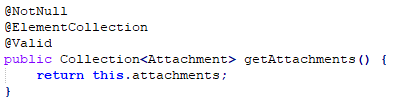 @NotNull
@ElementCollection
@Valid
public Collection<Attachment> getAttachments() {
    return this.attachments;
}